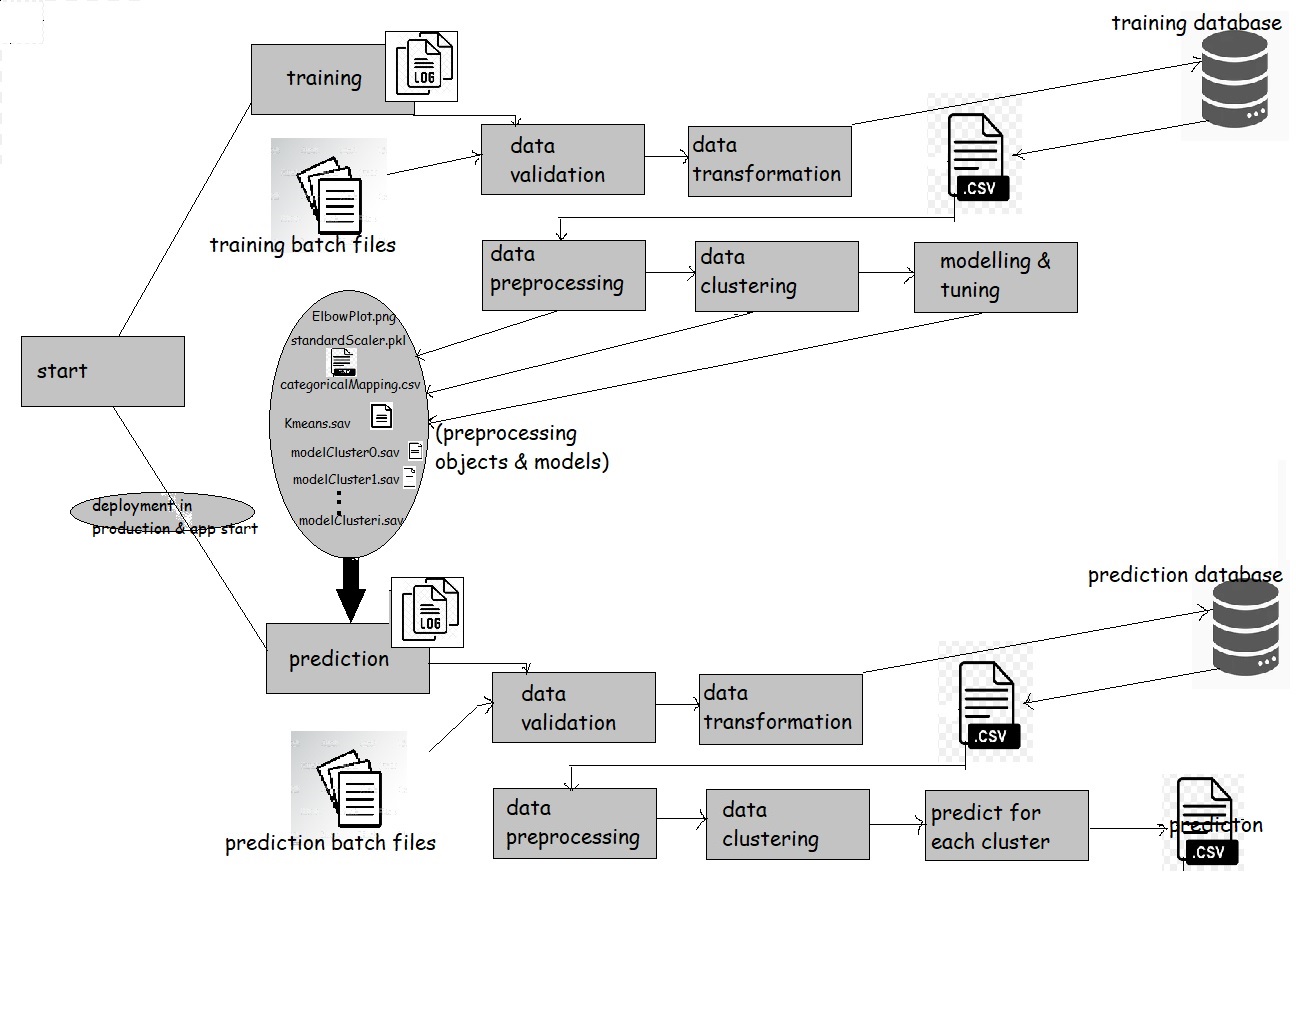 training database
training
LOG
data
validation
data
transformation
.CSV
training batch files
data
preprocessing
data
clustering
modelling &
tuning
ElbowPlot.png
standardScaler.pkl
categoricalMapping.csv
Kmeans.sav
modelCluster0.sav
modelCluster1.sav
modelClusteri.sav
(preprocessing
objects & models)
start
deployment in
production & app start
prediction database
LOG
prediction
data
validation
data
transformation
.CSV
prediction batch files
data
preprocessing
data
clustering
predict for
each cluster
predicton
.CSV